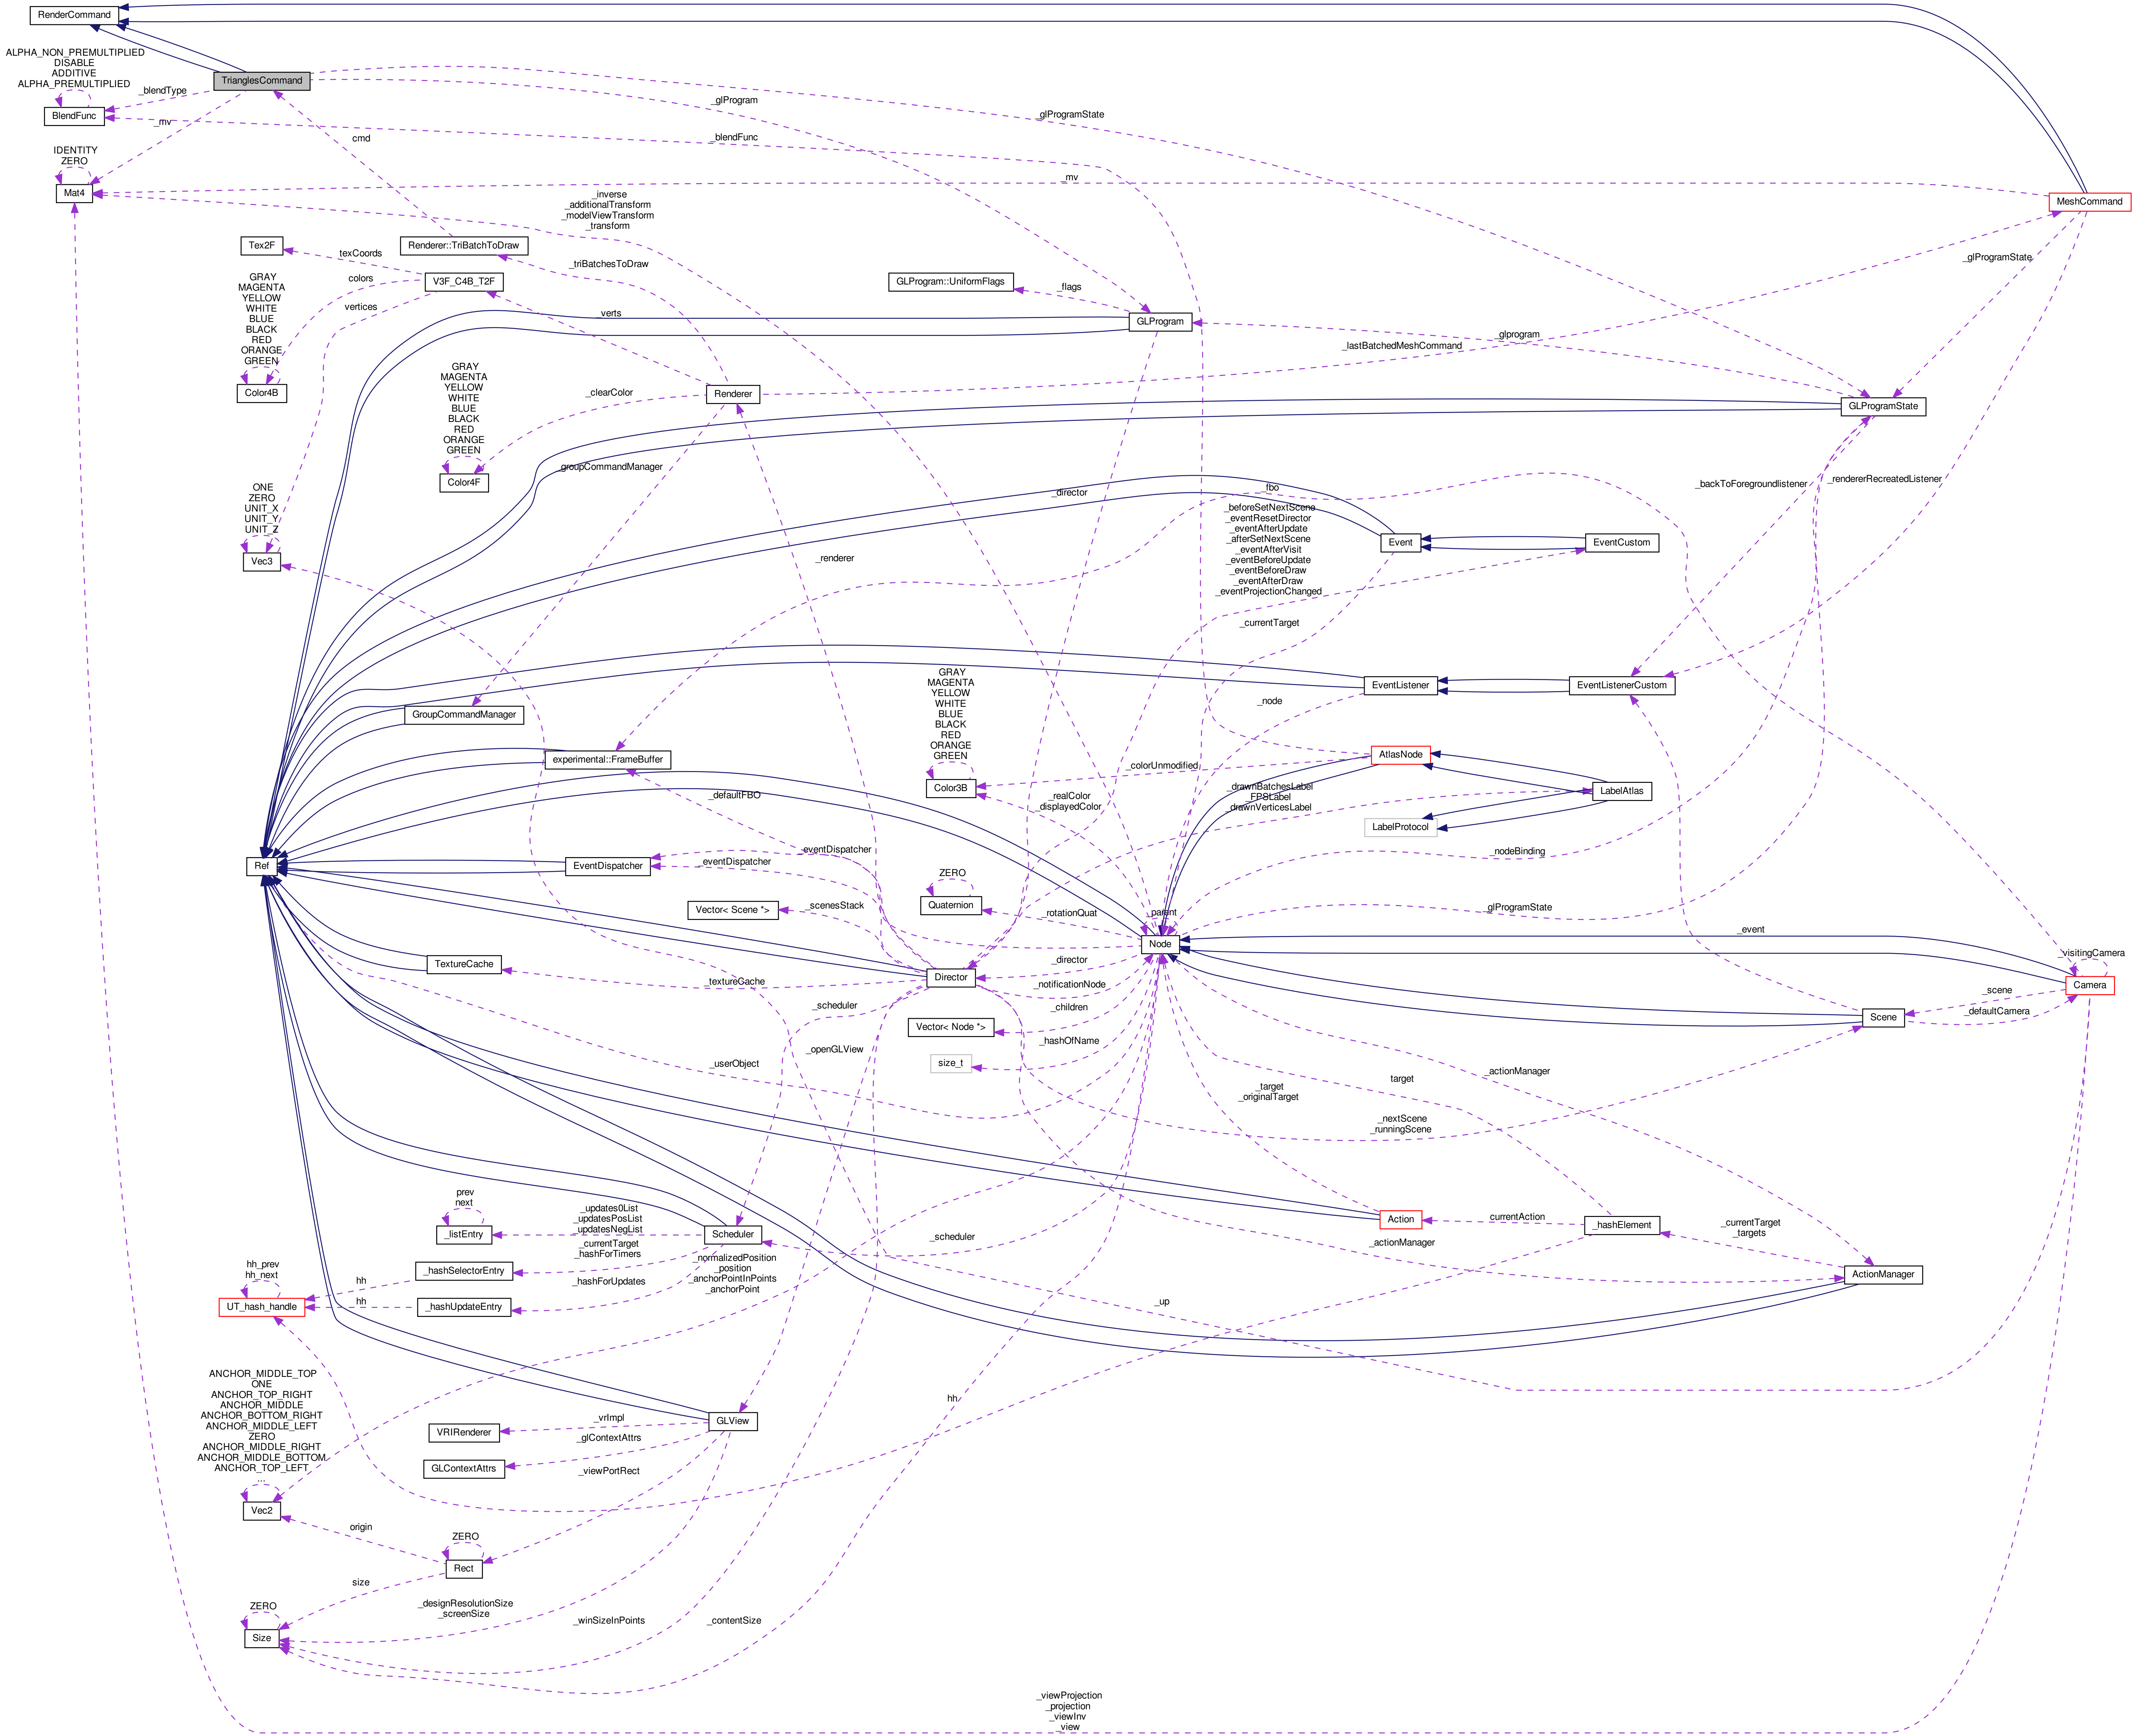 RenderCommand
ALPHA_NON_PREMULTIPLIED
DISABLE
ADDITIVE
ALPHA_PREMULTIPLIED
TrianglesCommand
_blendType
BlendFunc
_glProgram
_glProgramState
_mv
cmd
_blendFunc
IDENTITY
ZERO
Mat4
_mv
MeshCommand
_inverse
_additionalTransform
_modelViewTransform
_transform
Tex2F
Renderer::TriBatchToDraw
texCoords
_triBatchesToDraw
_glProgramState
V3F_C4B_T2F
colors
GLProgram::UniformFlags
_flags
GRAY
MAGENTA
YELLOW
WHITE
BLUE
BLACK
RED
ORANGE
GREEN
Color4B
vertices
_verts
GLProgram
_glprogram
_lastBatchedMeshCommand
GRAY
MAGENTA
YELLOW
WHITE
BLUE
BLACK
RED
ORANGE
GREEN
Color4F
_clearColor
Renderer
GLProgramState
_groupCommandManager
_director
_fbo
_backToForegroundlistener
_rendererRecreatedListener
ONE
ZERO
UNIT_X
UNIT_Y
UNIT_Z
Vec3
_beforeSetNextScene
_eventResetDirector
_eventAfterUpdate
_afterSetNextScene
_eventAfterVisit
_eventBeforeUpdate
_eventBeforeDraw
_eventAfterDraw
_eventProjectionChanged
Event
EventCustom
_renderer
_currentTarget
GRAY
MAGENTA
YELLOW
WHITE
BLUE
BLACK
RED
ORANGE
GREEN
Color3B
EventListener
EventListenerCustom
_node
GroupCommandManager
experimental::FrameBuffer
AtlasNode
_colorUnmodified
_defaultFBO
_realColor
_displayedColor
_drawnBatchesLabel
_FPSLabel
_drawnVerticesLabel
LabelAtlas
LabelProtocol
Ref
EventDispatcher
_eventDispatcher
_eventDispatcher
_nodeBinding
ZERO
Quaternion
Vector< Scene *>
_scenesStack
_rotationQuat
_parent
_glProgramState
Node
_event
_visitingCamera
TextureCache
_textureCache
Director
_director
_notificationNode
_scene
Camera
_scheduler
_children
Vector< Node *>
_defaultCamera
Scene
_openGLView
_hashOfName
size_t
_userObject
_actionManager
target
_target
_originalTarget
_nextScene
_runningScene
prev
next
_listEntry
_updates0List
_updatesPosList
_updatesNegList
Scheduler
_scheduler
_actionManager
Action
currentAction
_hashElement
_currentTarget
_targets
_currentTarget
_hashForTimers
_hashSelectorEntry
ActionManager
hh_prev
hh_next
UT_hash_handle
hh
hh
_hashUpdateEntry
_hashForUpdates
_normalizedPosition
_position
_anchorPointInPoints
_anchorPoint
_up
ANCHOR_MIDDLE_TOP
ONE
ANCHOR_TOP_RIGHT
ANCHOR_MIDDLE
ANCHOR_BOTTOM_RIGHT
ANCHOR_MIDDLE_LEFT
ZERO
ANCHOR_MIDDLE_RIGHT
ANCHOR_MIDDLE_BOTTOM
ANCHOR_TOP_LEFT
...
Vec2
hh
GLView
_vrImpl
VRIRenderer
_glContextAttrs
GLContextAttrs
_viewPortRect
origin
ZERO
Rect
size
ZERO
Size
_designResolutionSize
_screenSize
_winSizeInPoints
_contentSize
_viewProjection
_projection
_viewInv
_view